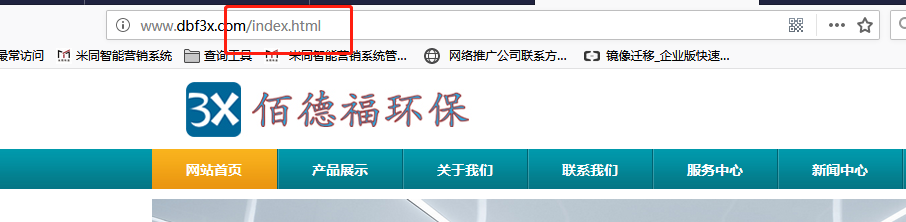 www.dbf3x.com/index.html
最常访问 米同智能营销系统 查询工具 米同智能营销系统管... 网络推广公司联系方... 镜像迁移_企业版快速...
3X 佰德福环保
网站首页 产品展示 关于我们 联系我们 服务中心 新闻中心